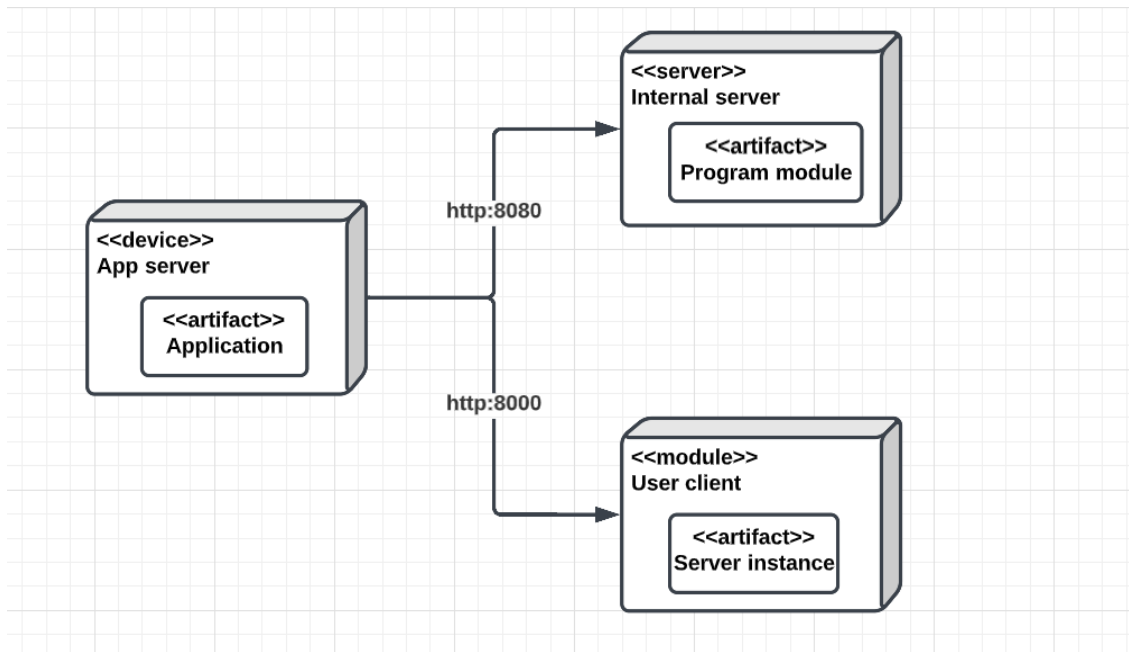 <<server>>
Internal server
<<artifact>>
Program module
http:8080
<<device>>
App server
<<artifact>>
Application
http:8000
<<module>>
User client
<<artifact>>
Server instance